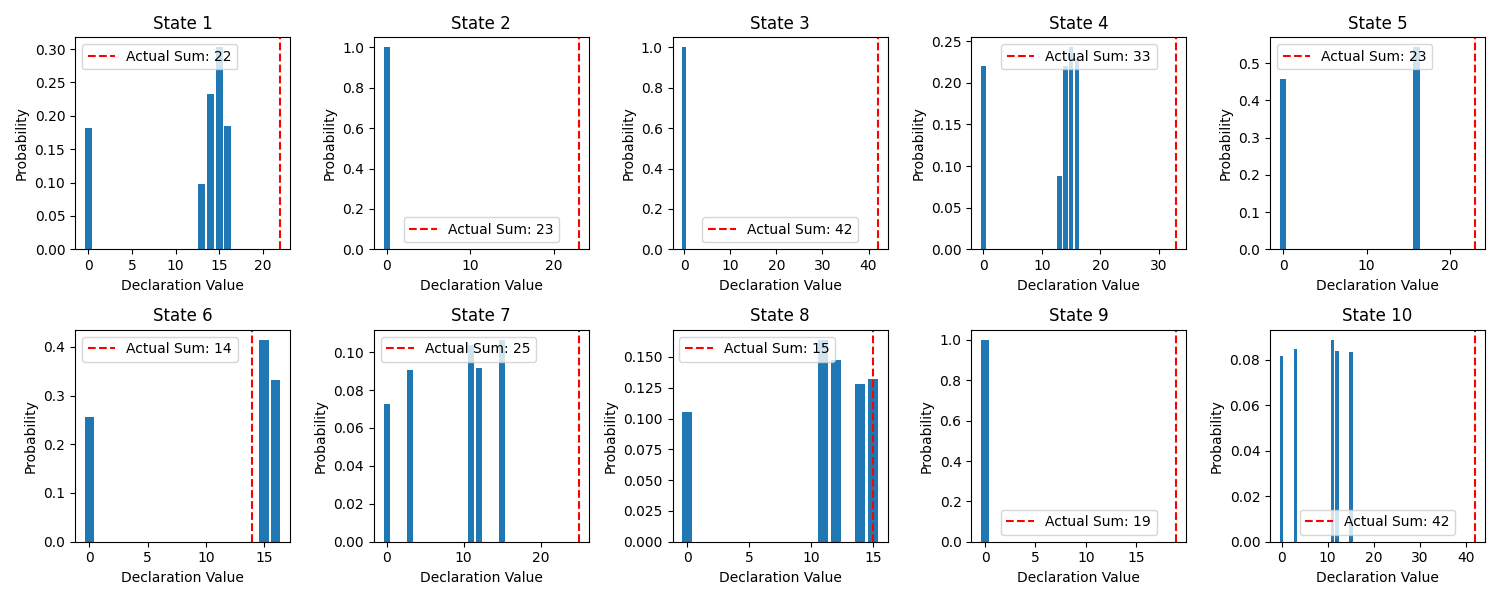 State 1
State 2
State 3
State 4
State 5
Probability
0.30
0.25
0.20
0.15
0.10
0.05
0.00
Actual Sum: 22
0 5 10 15 20
Declaration Value
Probability
1.0
0.8
0.6
0.4
0.2
0.0
Actual Sum: 23
0 10 20
Declaration Value
Probability
1.0
0.8
0.6
0.4
0.2
0.0
Actual Sum: 42
0 10 20 30 40
Declaration Value
Probability
0.25
0.20
0.15
0.10
0.05
0.00
Actual Sum: 33
0 10 20 30
Declaration Value
Probability
0.5
0.4
0.3
0.2
0.1
0.0
Actual Sum: 23
0 10 20
Declaration Value
State 6
State 7
State 8
State 9
State 10
Probability
0.4
0.3
0.2
0.1
0.0
Actual Sum: 14
0 5 10 15
Declaration Value
Probability
0.10
0.08
0.06
0.04
0.02
0.00
Actual Sum: 25
0 10 20
Declaration Value
Probability
0.150
0.125
0.100
0.075
0.050
0.025
0.000
Actual Sum: 15
0 5 10 15
Declaration Value
Probability
1.0
0.8
0.6
0.4
0.2
0.0
Actual Sum: 19
0 5 10 15
Declaration Value
Probability
0.08
0.06
0.04
0.02
0.00
Actual Sum: 42
0 10 20 30 40
Declaration Value